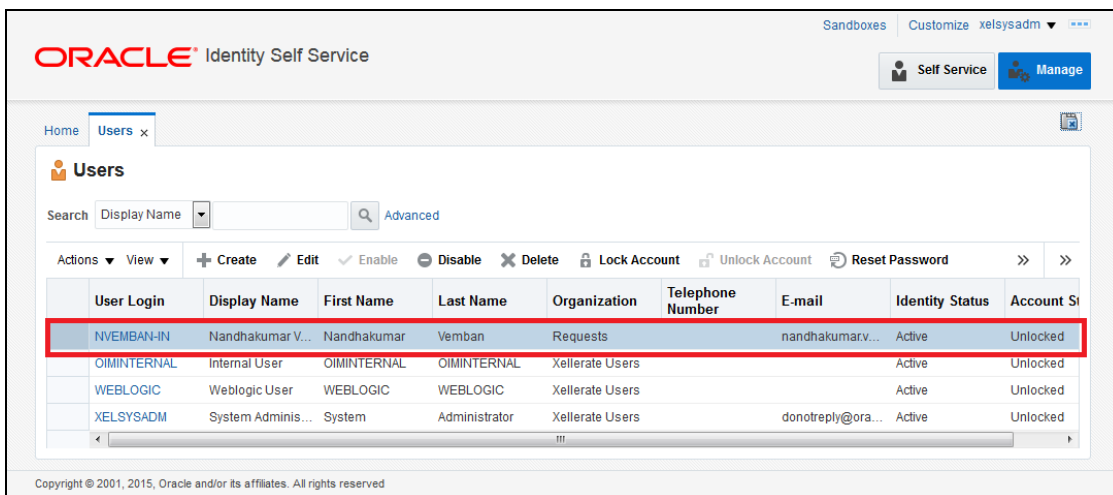 Sandboxes Customize xelsysadm
ORACLE Identity Self Service
Self Service Manage
Home Users x
Users
Search Display Name Advanced
Actions View Create Edit Enable Disable Delete Lock Account Unlock Account Reset Password » »
User Login Display Name First Name Last Name Organization Telephone Number E-mail Identity Status Account St
NVEMBAN-IN Nandhakumar V... Nandhakumar Vemban Requests nandhakumar.v... Active Unlocked
OIMINTERNAL Internal User OIMINTERNAL OIMINTERNAL Xellerate Users Active Unlocked
WEBLOGIC Weblogic User WEBLOGIC WEBLOGIC Xellerate Users Active Unlocked
XELSYSADM System Adminis... System Administrator Xellerate Users donotreply@ora... Active Unlocked
Copyright © 2001, 2015, Oracle and/or its affiliates. All rights reserved